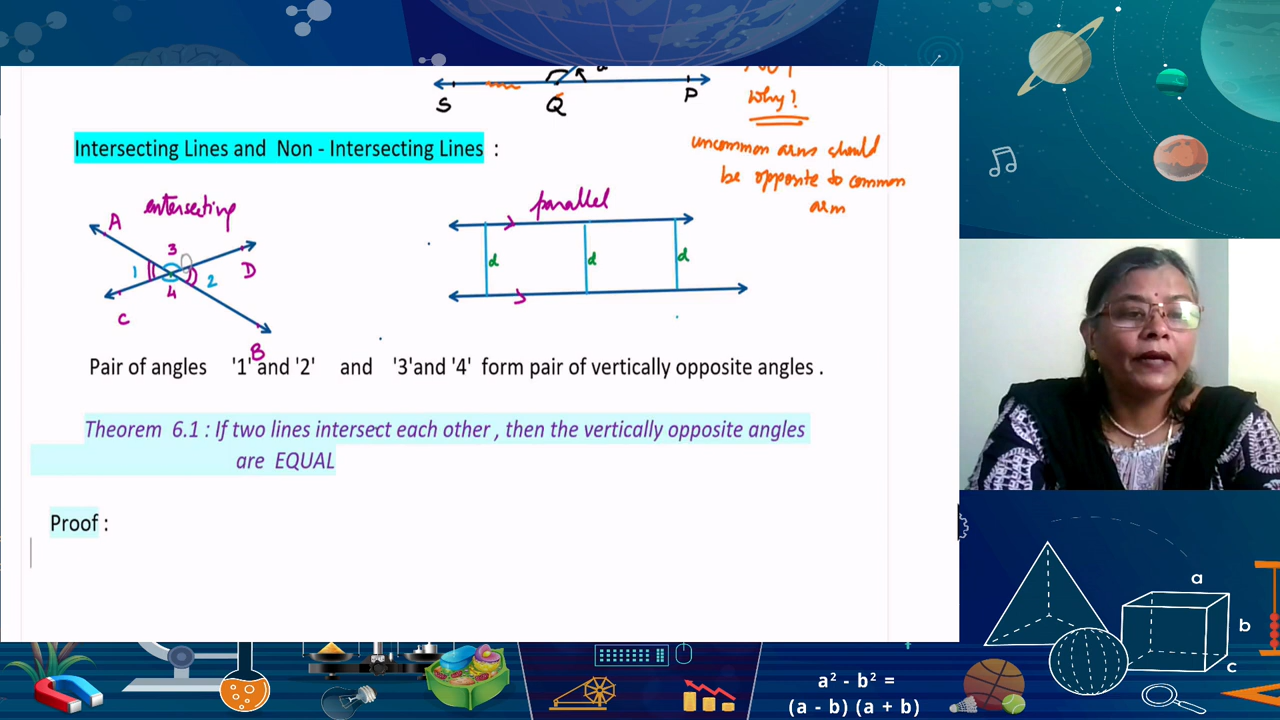 S Q P
Why?
Intersecting Lines and Non - Intersecting Lines :
uncommon arms should
be opposite to common
arm
intersecting
parallel
A
3
1
2
D
4
C
B
d d d
Pair of angles '1' and '2' and '3'and '4' form pair of vertically opposite angles .
Theorem 6.1 : If two lines intersect each other , then the vertically opposite angles
are EQUAL
Proof :
a
b
c
a² - b² =
(a - b) (a + b)